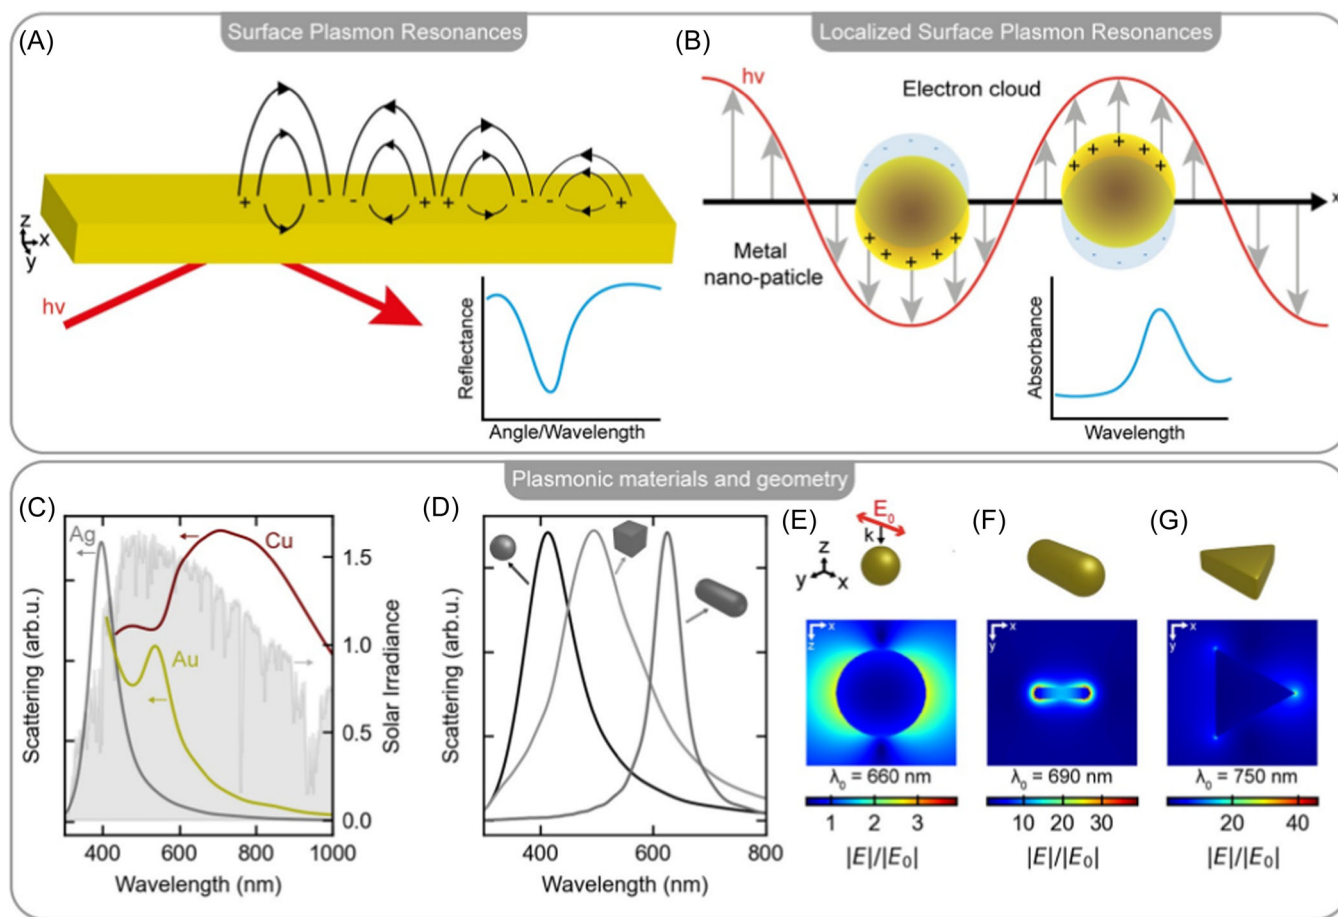 (A)
Surface Plasmon Resonances
+ - - + + - - +
z
x
y
hν
Reflectance
Angle/Wavelength
(B)
Localized Surface Plasmon Resonances
hν
Electron cloud
- - - - -
+ + + + +
+ + + + +
- - - - -
x
Metal
nano-paticle
Absorbance
Wavelength
Plasmonic materials and geometry
(C)
Ag
Cu
Au
Scattering (arb.u.)
1.5
1.0
0.5
0.0
Solar Irradiance
400 600 800 1000
Wavelength (nm)
(D)
Scattering (arb.u.)
400 600 800
Wavelength (nm)
(E)
E₀
k
z
y x
x
z
λ₀ = 660 nm
1 2 3
|E|/|E₀|
(F)
x
y
λ₀ = 690 nm
10 20 30
|E|/|E₀|
(G)
x
y
λ₀ = 750 nm
20 40
|E|/|E₀|